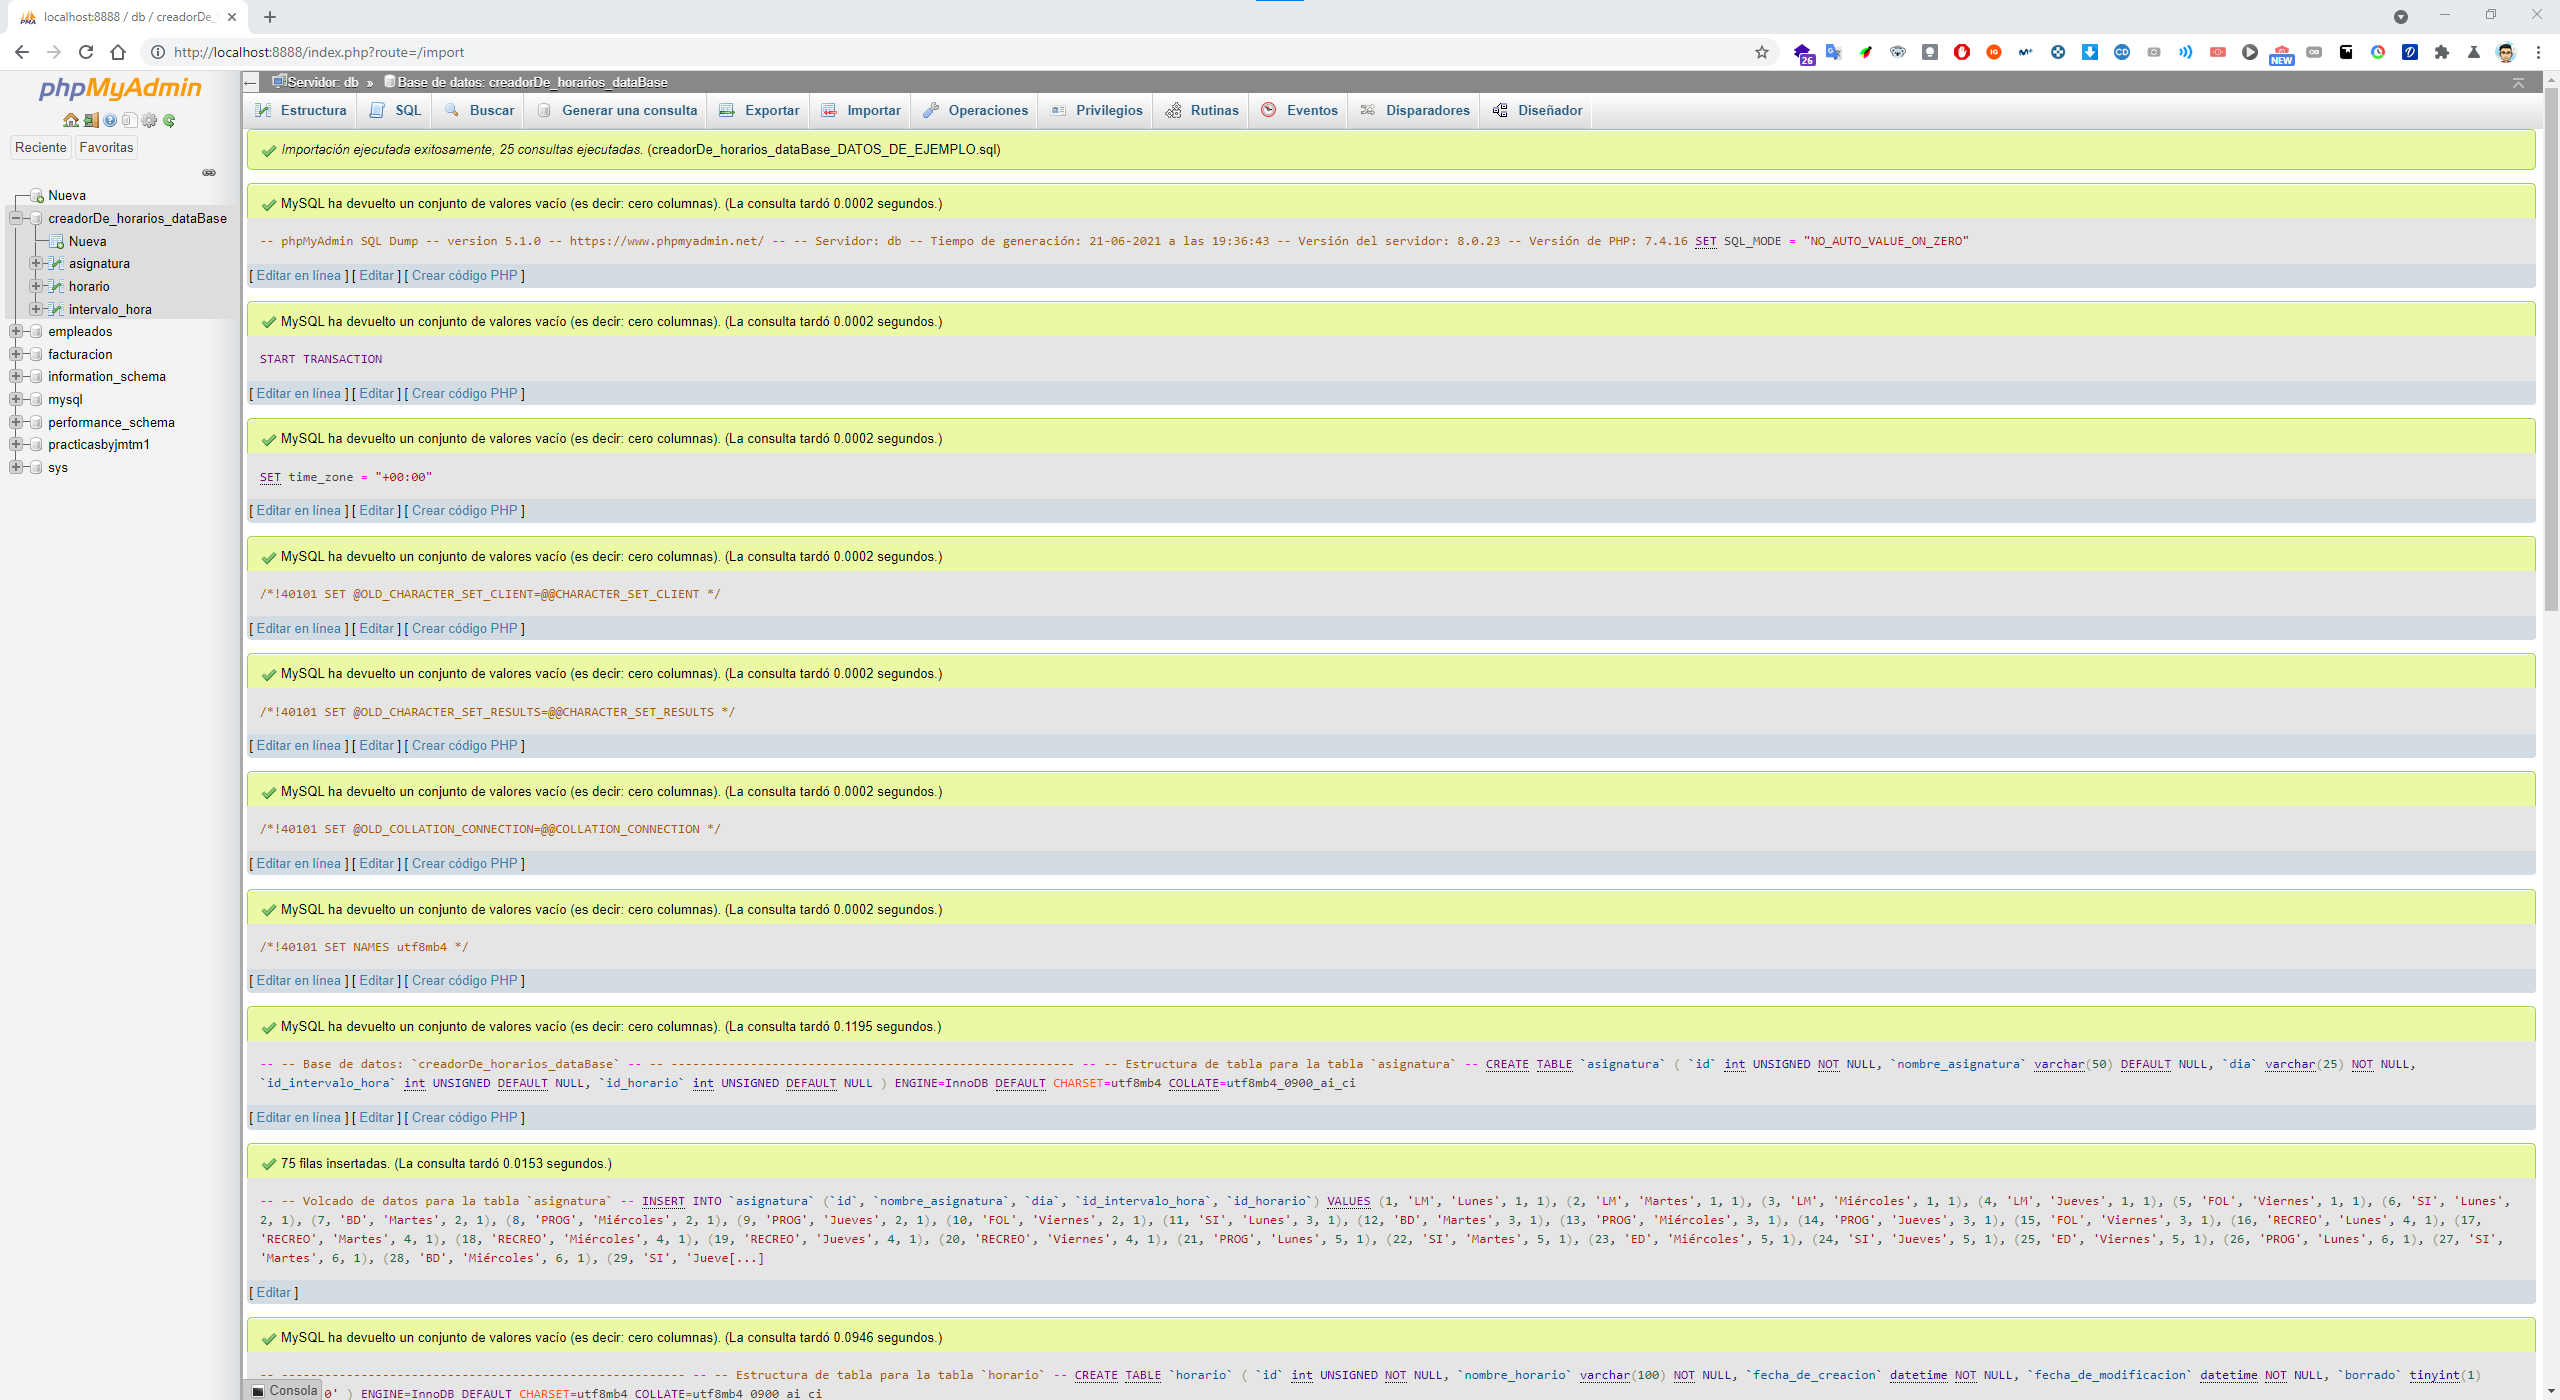 localhost:8888 / db / creadorDe_
http://localhost:8888/index.php?route=/import
26
CD
NEW
phpMyAdmin
Reciente
Favoritas
Nueva
creadorDe_horarios_dataBase
Nueva
asignatura
horario
intervalo_hora
empleados
facturacion
information_schema
mysql
performance_schema
practicasbyjmtm1
sys
Servidor: db » Base de datos: creadorDe_horarios_dataBase
Estructura SQL Buscar Generar una consulta Exportar Importar Operaciones Privilegios Rutinas Eventos Disparadores Diseñador
Importación ejecutada exitosamente, 25 consultas ejecutadas. (creadorDe_horarios_dataBase_DATOS_DE_EJEMPLO.sql)
MySQL ha devuelto un conjunto de valores vacío (es decir: cero columnas). (La consulta tardó 0.0002 segundos.)
-- phpMyAdmin SQL Dump -- version 5.1.0 -- https://www.phpmyadmin.net/ -- -- Servidor: db -- Tiempo de generación: 21-06-2021 a las 19:36:43 -- Versión del servidor: 8.0.23 -- Versión de PHP: 7.4.16 SET SQL_MODE = "NO_AUTO_VALUE_ON_ZERO"
[ Editar en línea ] [ Editar ] [ Crear código PHP ]
MySQL ha devuelto un conjunto de valores vacío (es decir: cero columnas). (La consulta tardó 0.0002 segundos.)
START TRANSACTION
[ Editar en línea ] [ Editar ] [ Crear código PHP ]
MySQL ha devuelto un conjunto de valores vacío (es decir: cero columnas). (La consulta tardó 0.0002 segundos.)
SET time_zone = "+00:00"
[ Editar en línea ] [ Editar ] [ Crear código PHP ]
MySQL ha devuelto un conjunto de valores vacío (es decir: cero columnas). (La consulta tardó 0.0002 segundos.)
/*!40101 SET @OLD_CHARACTER_SET_CLIENT=@@CHARACTER_SET_CLIENT */
[ Editar en línea ] [ Editar ] [ Crear código PHP ]
MySQL ha devuelto un conjunto de valores vacío (es decir: cero columnas). (La consulta tardó 0.0002 segundos.)
/*!40101 SET @OLD_CHARACTER_SET_RESULTS=@@CHARACTER_SET_RESULTS */
[ Editar en línea ] [ Editar ] [ Crear código PHP ]
MySQL ha devuelto un conjunto de valores vacío (es decir: cero columnas). (La consulta tardó 0.0002 segundos.)
/*!40101 SET @OLD_COLLATION_CONNECTION=@@COLLATION_CONNECTION */
[ Editar en línea ] [ Editar ] [ Crear código PHP ]
MySQL ha devuelto un conjunto de valores vacío (es decir: cero columnas). (La consulta tardó 0.0002 segundos.)
/*!40101 SET NAMES utf8mb4 */
[ Editar en línea ] [ Editar ] [ Crear código PHP ]
MySQL ha devuelto un conjunto de valores vacío (es decir: cero columnas). (La consulta tardó 0.1195 segundos.)
-- -- Base de datos: `creadorDe_horarios_dataBase` -- -- -------------------------------------------------------- -- -- Estructura de tabla para la tabla `asignatura` -- CREATE TABLE `asignatura` ( `id` int UNSIGNED NOT NULL, `nombre_asignatura` varchar(50) DEFAULT NULL, `dia` varchar(25) NOT NULL,
`id_intervalo_hora` int UNSIGNED DEFAULT NULL, `id_horario` int UNSIGNED DEFAULT NULL ) ENGINE=InnoDB DEFAULT CHARSET=utf8mb4 COLLATE=utf8mb4_0900_ai_ci
[ Editar en línea ] [ Editar ] [ Crear código PHP ]
75 filas insertadas. (La consulta tardó 0.0153 segundos.)
-- -- Volcado de datos para la tabla `asignatura` -- INSERT INTO `asignatura` (`id`, `nombre_asignatura`, `dia`, `id_intervalo_hora`, `id_horario`) VALUES (1, 'LM', 'Lunes', 1, 1), (2, 'LM', 'Martes', 1, 1), (3, 'LM', 'Miércoles', 1, 1), (4, 'LM', 'Jueves', 1, 1), (5, 'FOL', 'Viernes', 1, 1), (6, 'SI', 'Lunes',
2, 1), (7, 'BD', 'Martes', 2, 1), (8, 'PROG', 'Miércoles', 2, 1), (9, 'PROG', 'Jueves', 2, 1), (10, 'FOL', 'Viernes', 2, 1), (11, 'SI', 'Lunes', 3, 1), (12, 'BD', 'Martes', 3, 1), (13, 'PROG', 'Miércoles', 3, 1), (14, 'PROG', 'Jueves', 3, 1), (15, 'FOL', 'Viernes', 3, 1), (16, 'RECREO', 'Lunes', 4, 1), (17,
'RECREO', 'Martes', 4, 1), (18, 'RECREO', 'Miércoles', 4, 1), (19, 'RECREO', 'Jueves', 4, 1), (20, 'RECREO', 'Viernes', 4, 1), (21, 'PROG', 'Lunes', 5, 1), (22, 'SI', 'Martes', 5, 1), (23, 'ED', 'Miércoles', 5, 1), (24, 'SI', 'Jueves', 5, 1), (25, 'ED', 'Viernes', 5, 1), (26, 'PROG', 'Lunes', 6, 1), (27, 'SI',
'Martes', 6, 1), (28, 'BD', 'Miércoles', 6, 1), (29, 'SI', 'Jueve[...]
[ Editar ]
MySQL ha devuelto un conjunto de valores vacío (es decir: cero columnas). (La consulta tardó 0.0946 segundos.)
-- -------------------------------------------------------- -- -- Estructura de tabla para la tabla `horario` -- CREATE TABLE `horario` ( `id` int UNSIGNED NOT NULL, `nombre_horario` varchar(100) NOT NULL, `fecha_de_creacion` datetime NOT NULL, `fecha_de_modificacion` datetime NOT NULL, `borrado` tinyint(1)
Consola 0' ) ENGINE=InnoDB DEFAULT CHARSET=utf8mb4 COLLATE=utf8mb4_0900_ai_ci